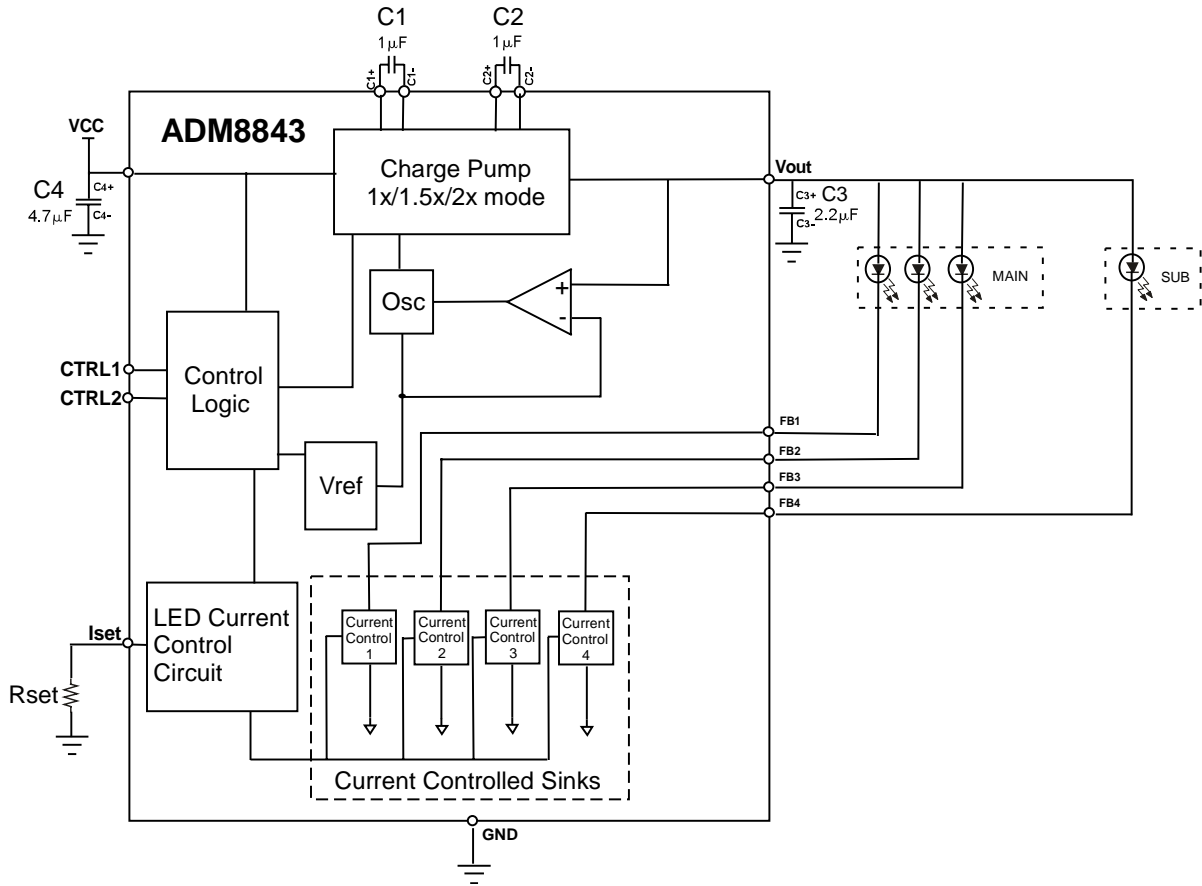 C1
1μF
C2
1μF
C1+
C1-
C2+
C2-
VCC
ADM8843
Charge Pump
1x/1.5x/2x mode
Vout
C4
4.7μF
C4+
C4-
C3+
C3-
C3
2.2μF
MAIN
SUB
Osc
+
-
CTRL1
CTRL2
Control
Logic
Vref
FB1
FB2
FB3
FB4
LED Current
Control
Circuit
Iset
Rset
Current
Control
1
Current
Control
2
Current
Control
3
Current
Control
4
Current Controlled Sinks
GND